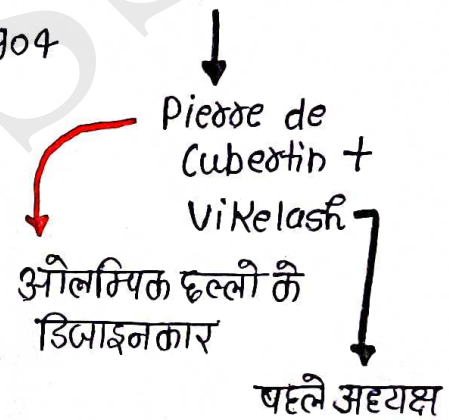 904
Pierre de
Cubertin +
Vikelash
ओलम्पिक छल्लो के
डिजाइनकार
पहले अध्यक्ष